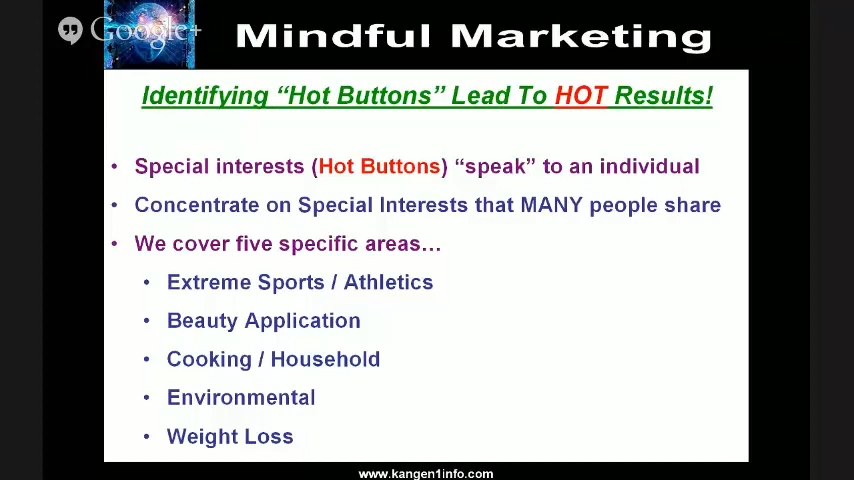 Google+
Mindful Marketing
Identifying “Hot Buttons” Lead To HOT Results!
• Special interests (Hot Buttons) “speak” to an individual
• Concentrate on Special Interests that MANY people share
• We cover five specific areas...
• Extreme Sports / Athletics
• Beauty Application
• Cooking / Household
• Environmental
• Weight Loss
www.kangen1info.com